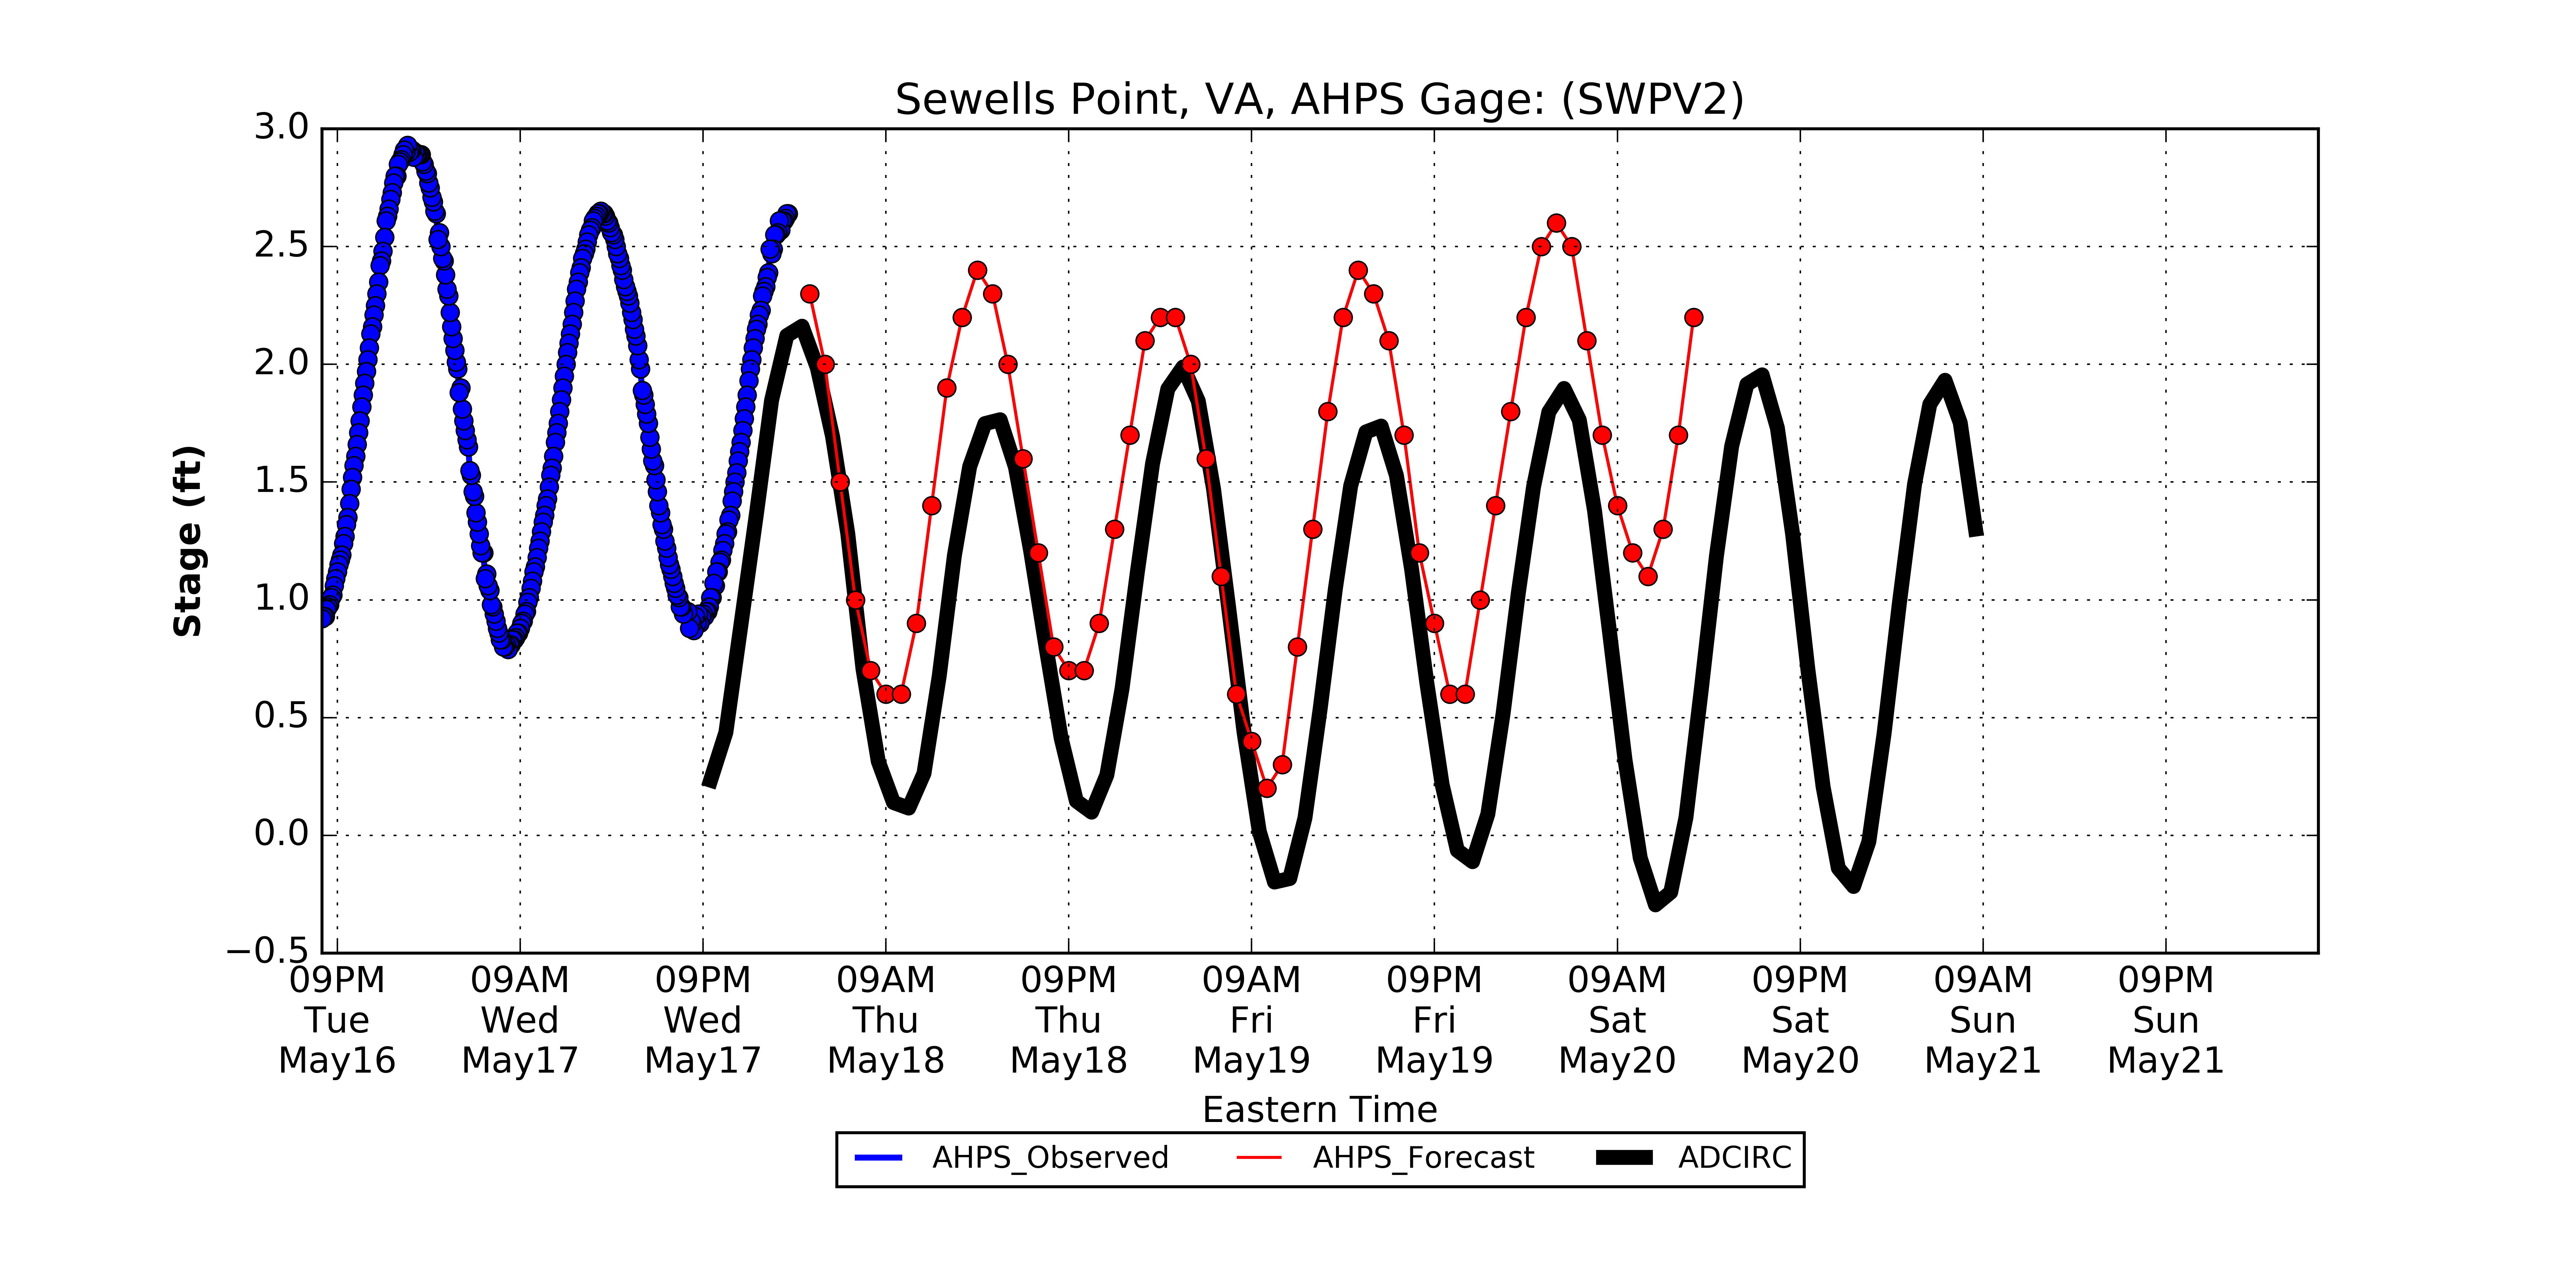 Sewells Point, VA, AHPS Gage: (SWPV2)
3.0
2.5
2.0
1.5
1.0
0.5
0.0
−0.5
Stage (ft)
09PM 09AM 09PM 09AM 09PM 09AM 09PM 09AM 09PM 09AM 09PM
Tue Wed Wed Thu Thu Fri Fri Sat Sat Sun Sun
May16 May17 May17 May18 May18 May19 May19 May20 May20 May21 May21
Eastern Time
AHPS_Observed AHPS_Forecast ADCIRC